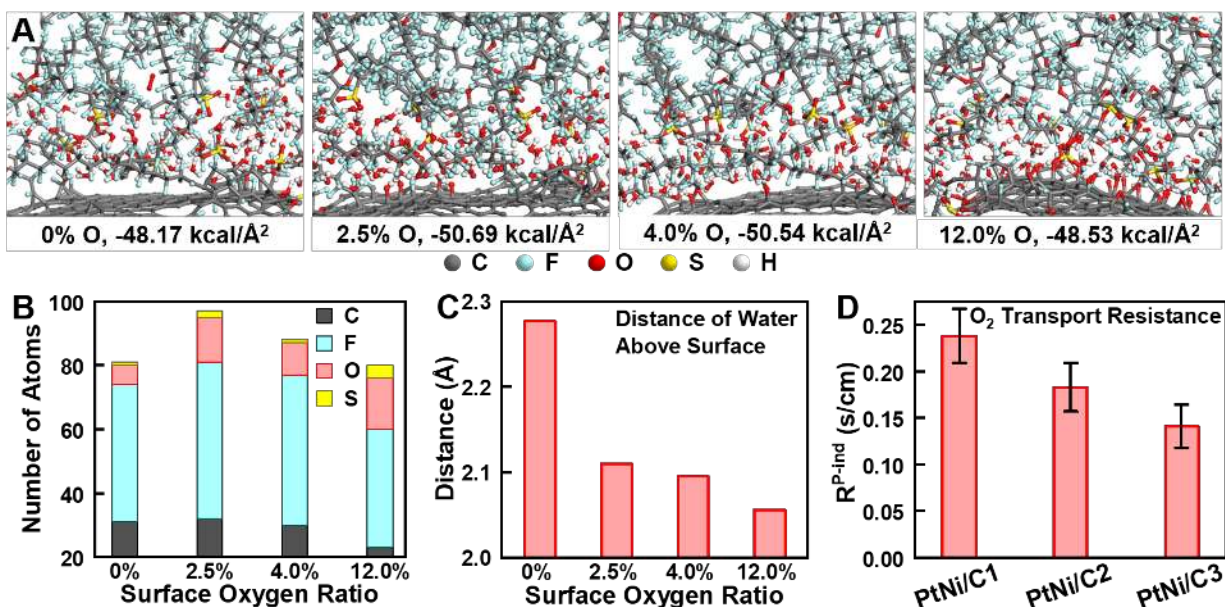 A
0% O, -48.17 kcal/Å²
2.5% O, -50.69 kcal/Å²
4.0% O, -50.54 kcal/Å²
12.0% O, -48.53 kcal/Å²
C F O S H
B
Number of Atoms
100
80
60
40
20
C
F
O
S
0% 2.5% 4.0% 12.0%
Surface Oxygen Ratio
C
Distance (Å)
2.3
2.2
2.1
2.0
Distance of Water
Above Surface
0% 2.5% 4.0% 12.0%
Surface Oxygen Ratio
D
O₂ Transport Resistance
R^P-ind (s/cm)
0.25
0.20
0.15
0.10
0.05
0.00
PtNi/C1
PtNi/C2
PtNi/C3